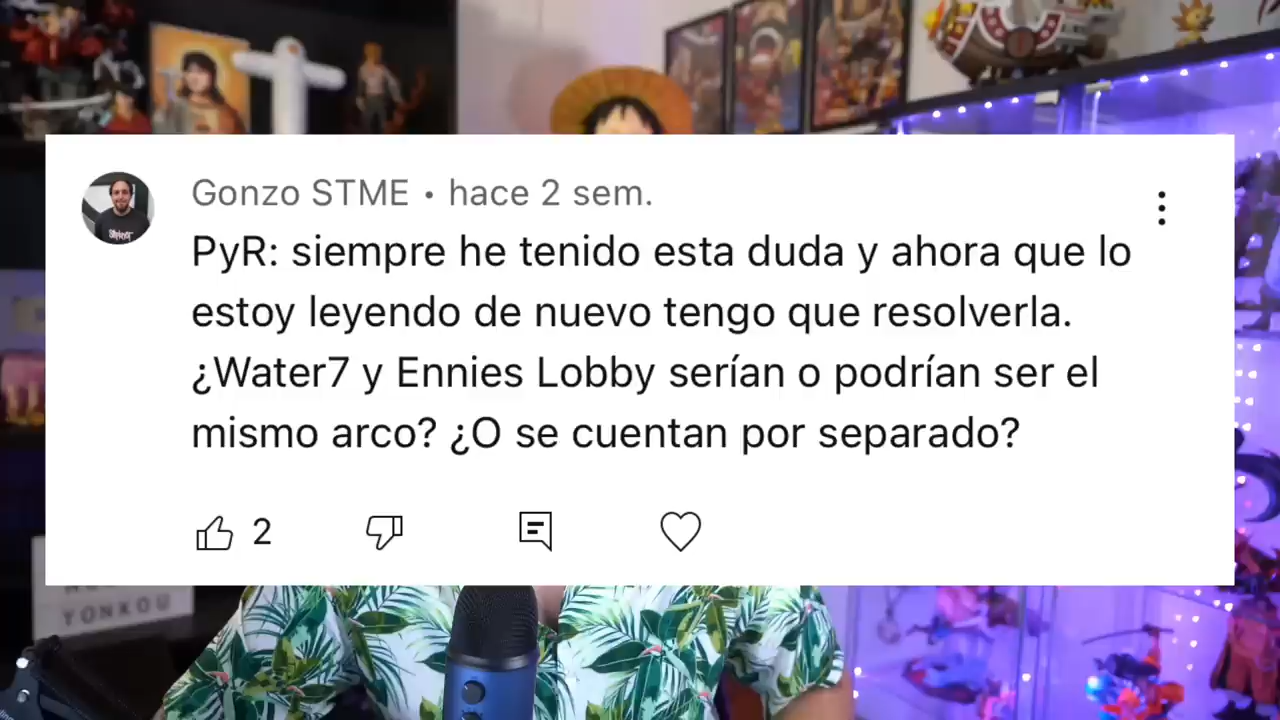 Gonzo STME • hace 2 sem.
PyR: siempre he tenido esta duda y ahora que lo
estoy leyendo de nuevo tengo que resolverla.
¿Water7 y Ennies Lobby serían o podrían ser el
mismo arco? ¿O se cuentan por separado?
2
YONKOU